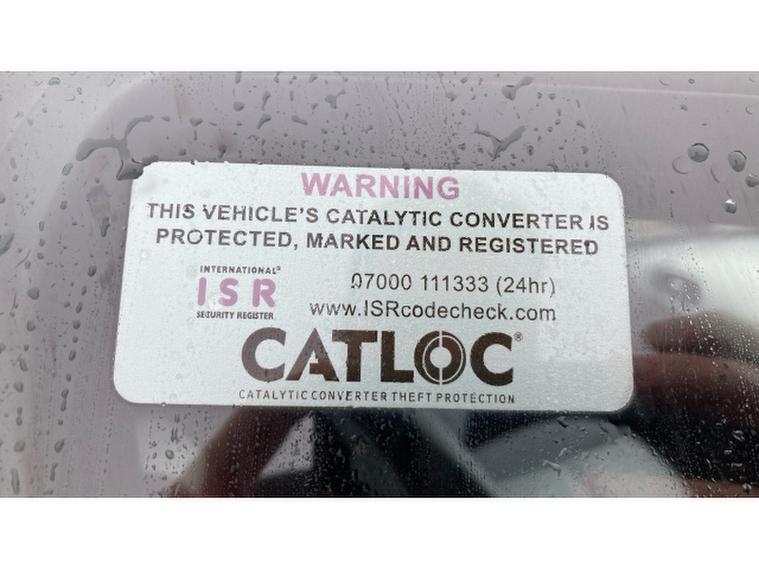 WARNING
THIS VEHICLE'S CATALYTIC CONVERTER IS
PROTECTED, MARKED AND REGISTERED
INTERNATIONAL®
ISR
SECURITY REGISTER
07000 111333 (24hr)
www.ISRcodecheck.com
CATLOC®
CATALYTIC CONVERTER THEFT PROTECTION